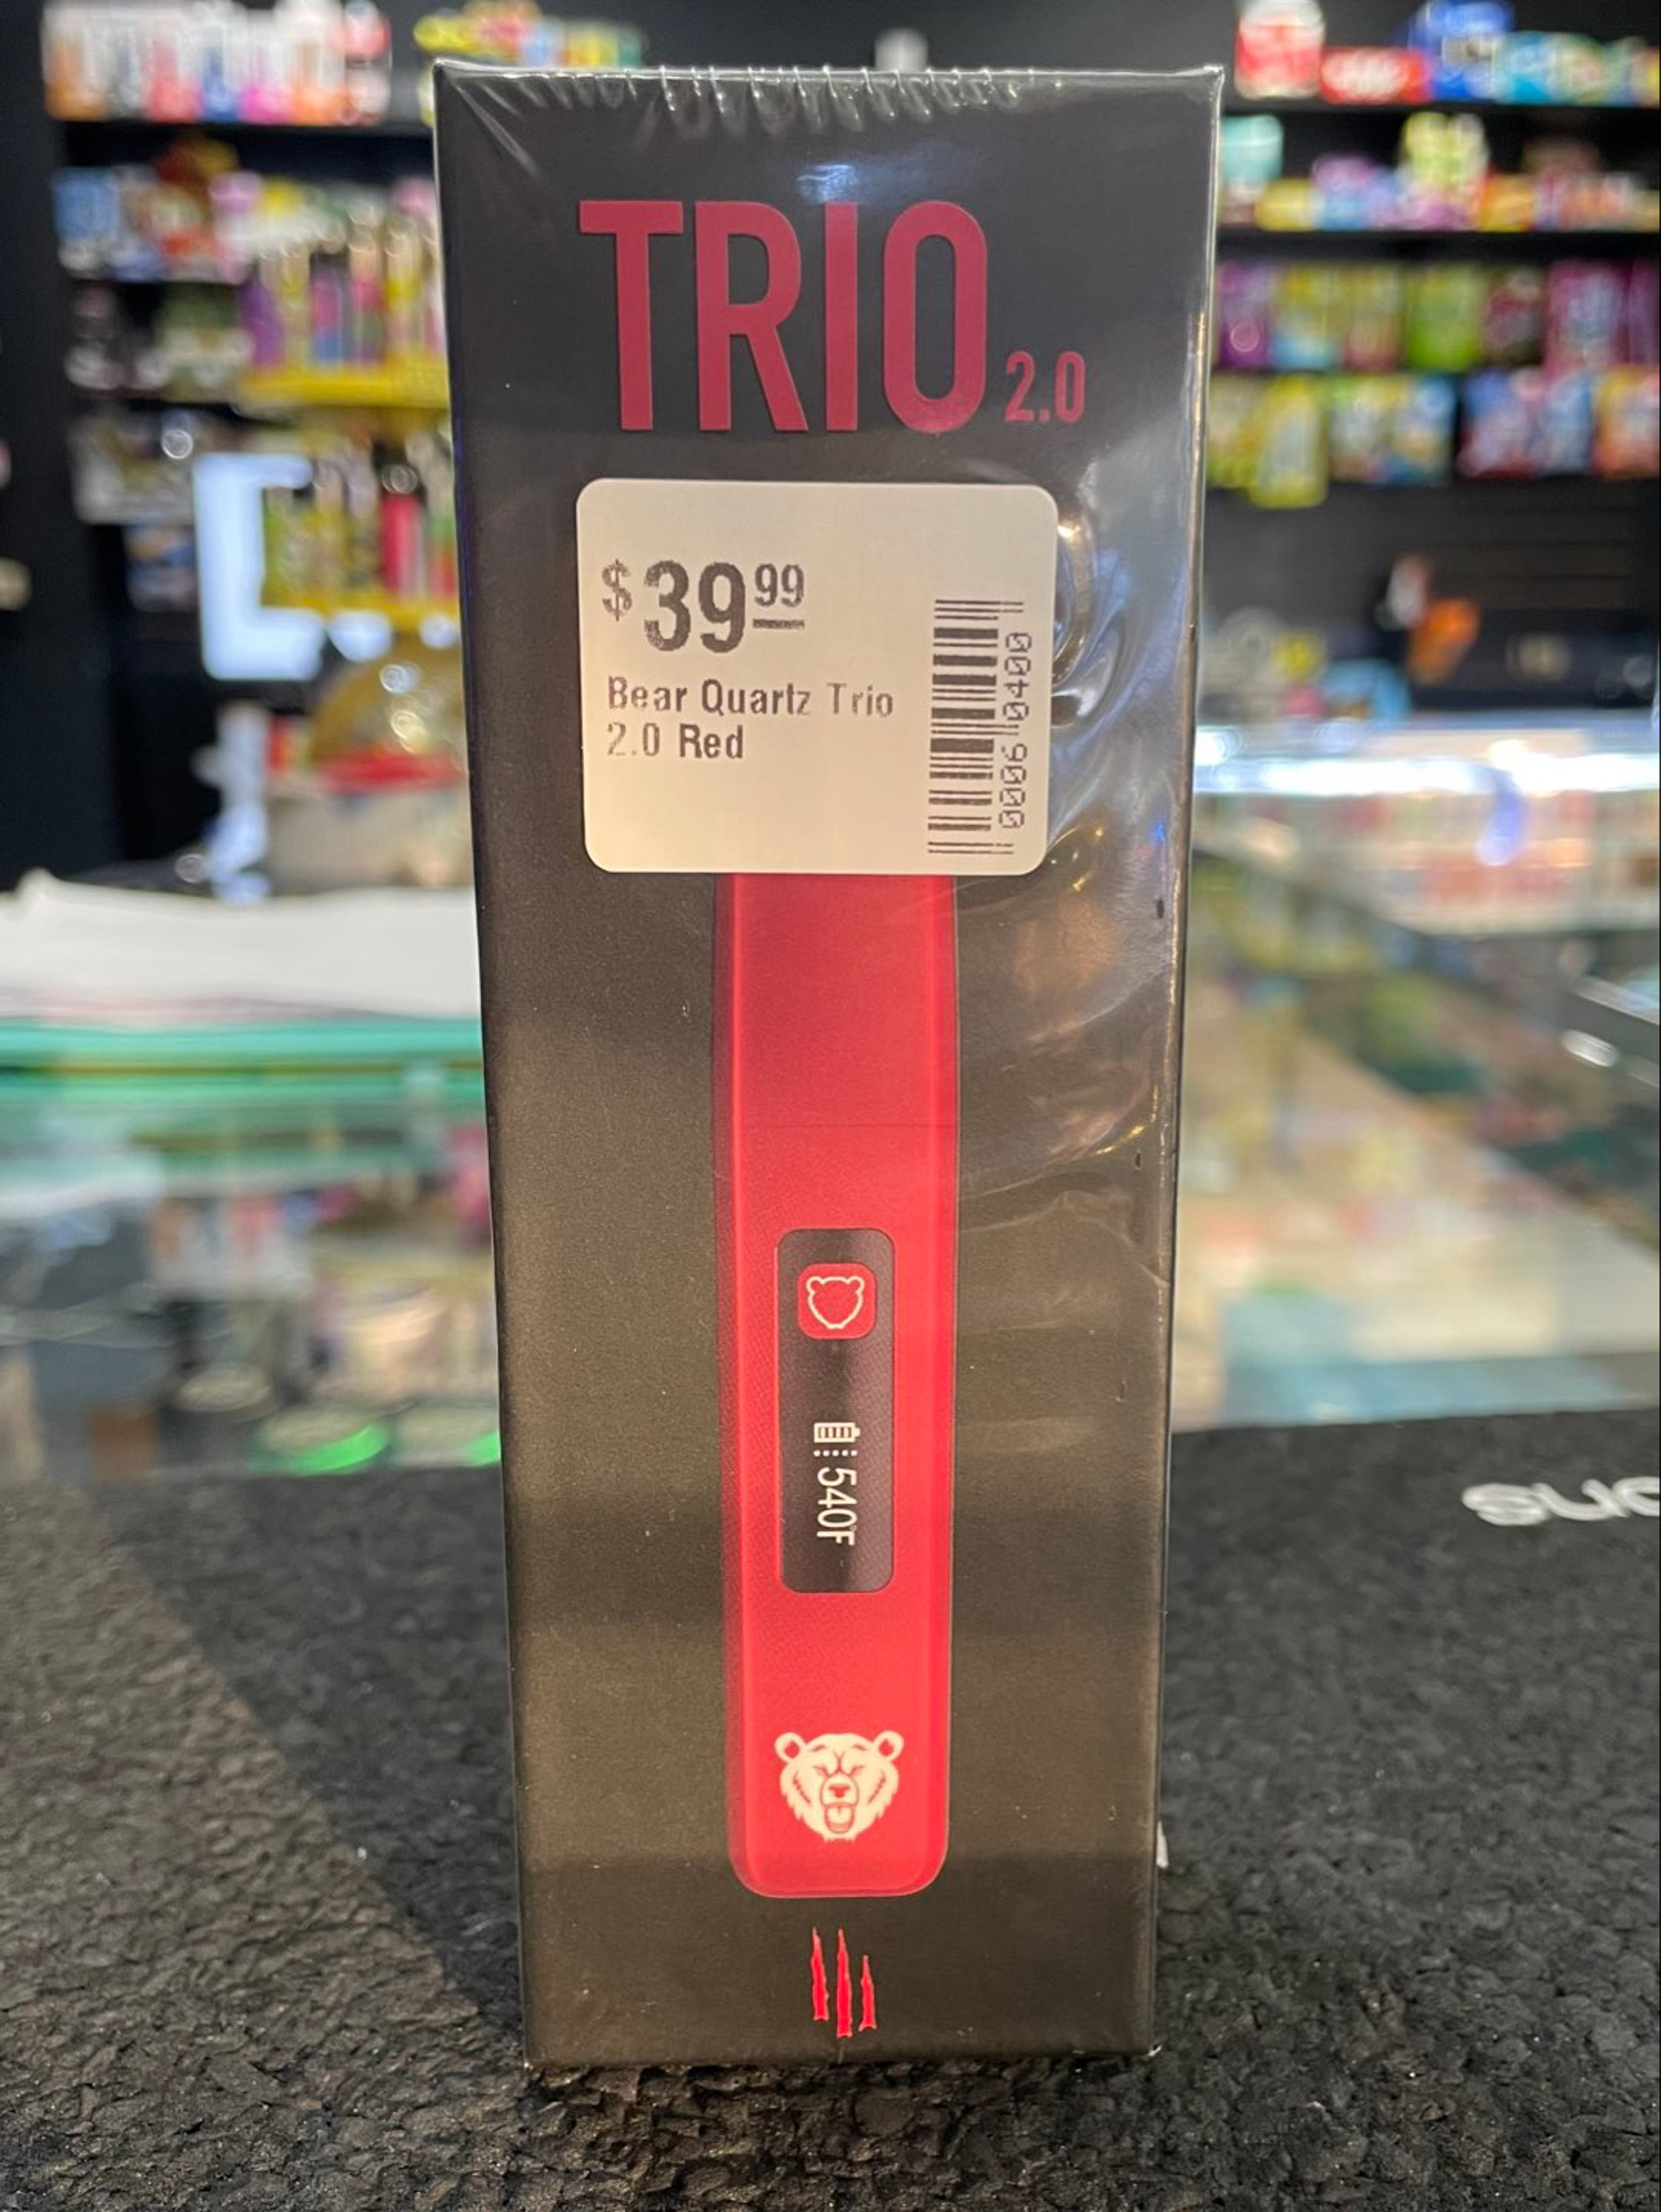 TRIO 2.0
$39 99
Bear Quartz Trio
2.0 Red
0006 0400
540F